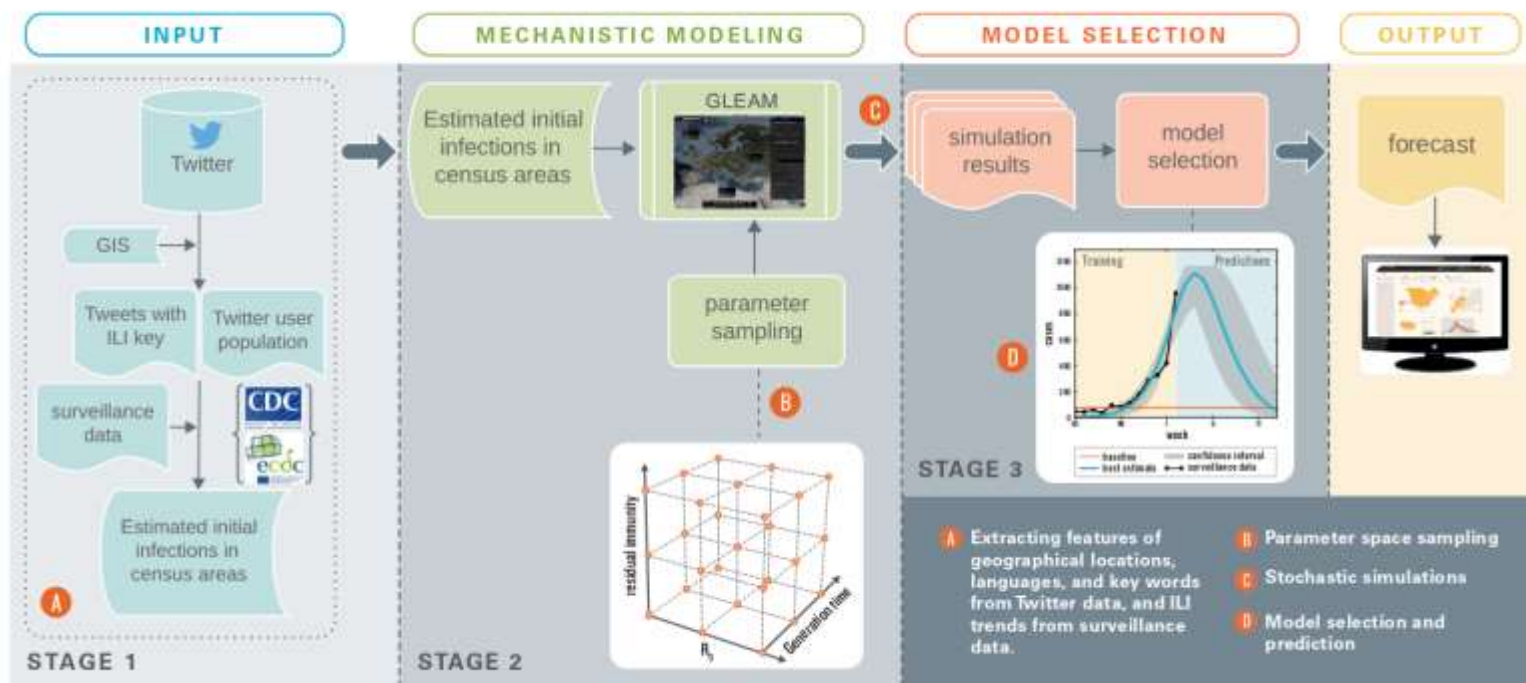 INPUT
MECHANISTIC MODELING
MODEL SELECTION
OUTPUT
Twitter
GIS
Tweets with
ILI key
Twitter user
population
surveillance
data
CDC
ecdc
Estimated initial
infections in
census areas
A
STAGE 1
Estimated initial
infections in
census areas
GLEAM
C
parameter
sampling
B
residual immunity
R0
Generation time
STAGE 2
simulation
results
model
selection
D
Training
Predictions
cases
week
baseline
best estimate
confidence interval
surveillance data
STAGE 3
forecast
A Extracting features of
geographical locations,
languages, and key words
from Twitter data, and ILI
trends from surveillance
data.
B Parameter space sampling
C Stochastic simulations
D Model selection and
prediction